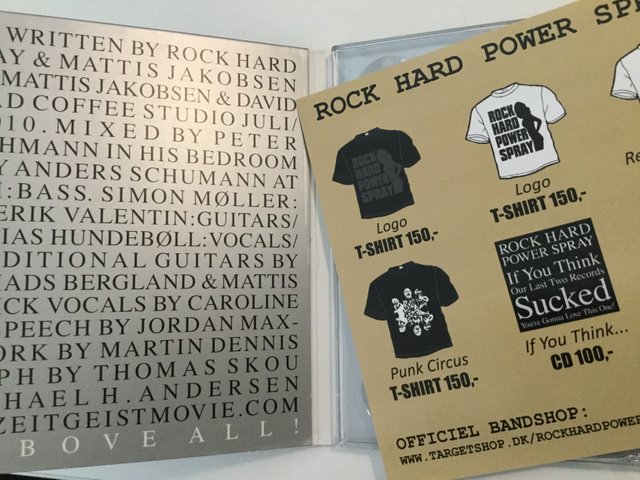 WRITTEN BY ROCK HARD
AY & MATTIS JAKOBSEN
MATTIS JAKOBSEN & DAVID
AD COFFEE STUDIO JULI/
010. MIXED BY PETER
HMANN IN HIS BEDROOM
Y ANDERS SCHUMANN AT
:BASS. SIMON MØLLER:
ERIK VALENTIN:GUITARS/
IAS HUNDEBØLL:VOCALS/
DITIONAL GUITARS BY
ADS BERGLAND & MATTIS
CK VOCALS BY CAROLINE
SPEECH BY JORDAN MAX-
ORK BY MARTIN DENNIS
PH BY THOMAS SKOU
HAEL H. ANDERSEN
ZEITGEISTMOVIE.COM
BOVE ALL!
ROCK HARD POWER SP
ROCK
HARD
POWER
SPRAY
Logo
T-SHIRT 150,-
ROCK
HARD
POWER
SPRAY
Logo
T-SHIRT 150,-
Re
Punk Circus
T-SHIRT 150,-
ROCK HARD
POWER SPRAY
If You Think
Our Last Two Records
Sucked
You're Gonna Love This One!
If You Think...
CD 100,-
OFFICIEL BANDSHOP:
WWW.TARGETSHOP.DK/ROCKHARDPOWER